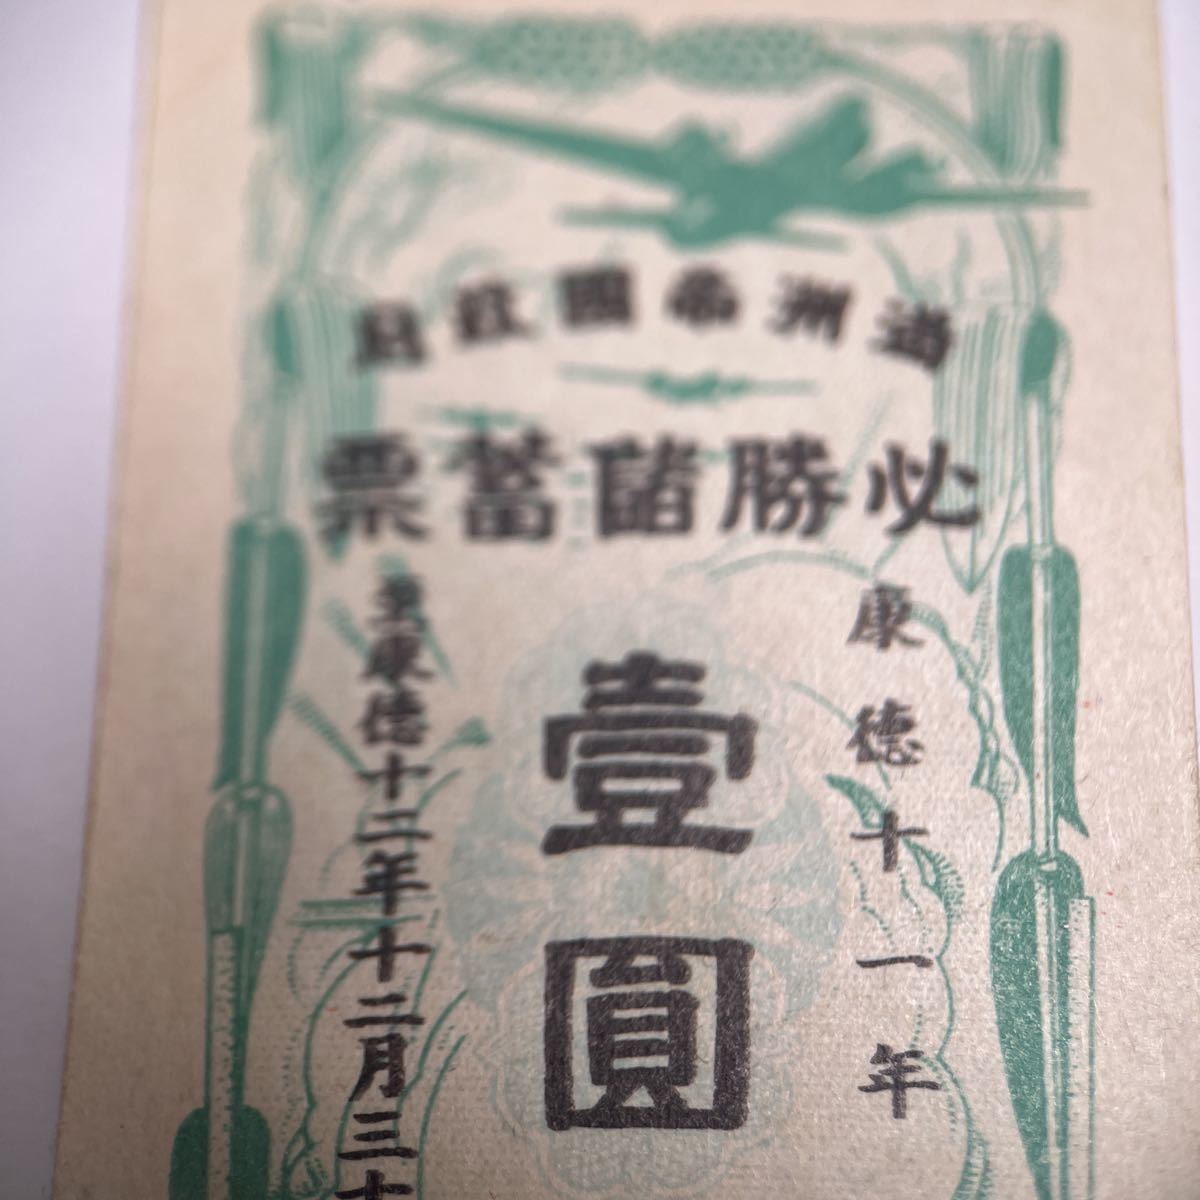 滿洲帝國政府
必勝儲蓄票
康德十一年
壹圓
至康德十二年十二月三十